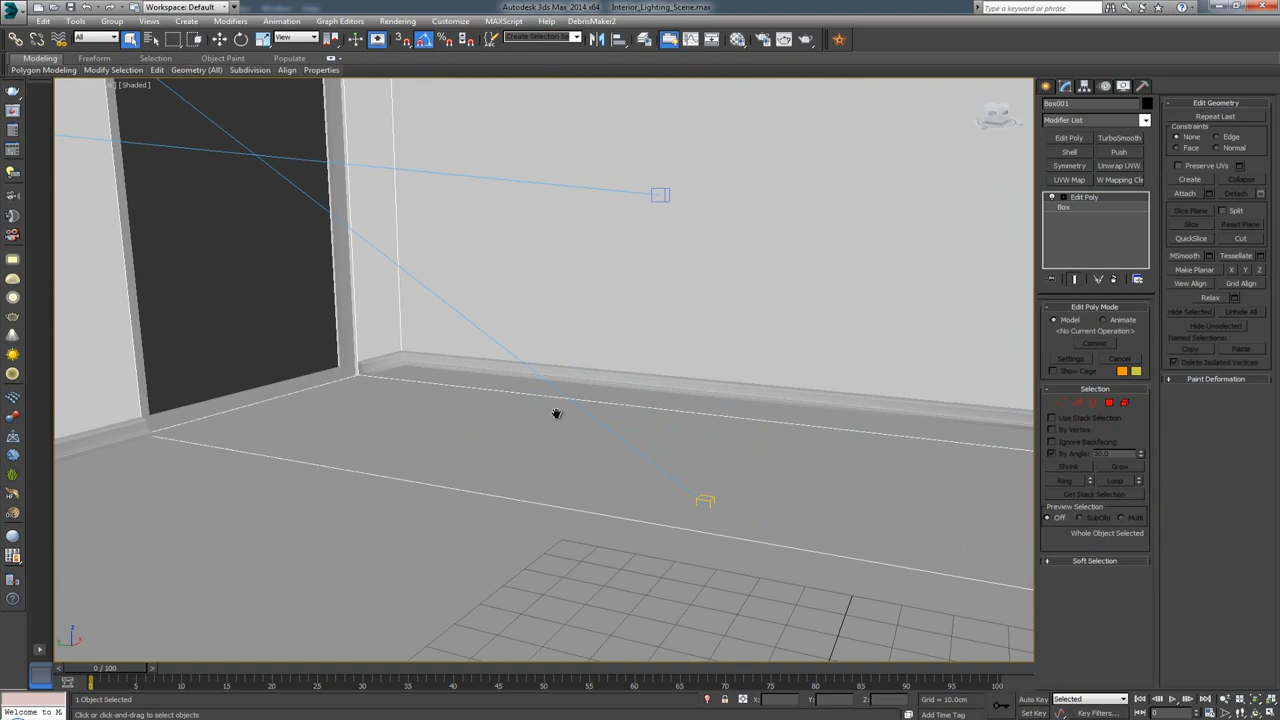 Workspace: Default
Autodesk 3ds Max 2014 x64 Interior_Lighting_Scene.max
Type a keyword or phrase
Edit Tools Group Views Create Modifiers Animation Graph Editors Rendering Customize MAXScript Help DebrisMaker2
All
View
Create Selection Se
Modeling Freeform Selection Object Paint Populate
Polygon Modeling Modify Selection Edit Geometry (All) Subdivision Align Properties
[Shaded]
Box001
Modifier List
Edit Poly TurboSmooth
Shell Push
Symmetry Unwrap UVW
UVW Map W Mapping Cle
Edit Poly
Box
Edit Poly Mode
Model Animate
<No Current Operation>
Commit
Settings Cancel
Show Cage
Selection
Use Stack Selection
By Vertex
Ignore Backfacing
By Angle: 30.0
Shrink Grow
Ring Loop
Get Stack Selection
Preview Selection
Off SubObj Multi
Whole Object Selected
Soft Selection
Edit Geometry
Repeat Last
Constraints
None Edge
Face Normal
Preserve UVs
Create Collapse
Attach Detach
Slice Plane Split
Slice Reset Plane
QuickSlice Cut
MSmooth Tessellate
Make Planar X Y Z
View Align Grid Align
Relax
Hide Selected Unhide All
Hide Unselected
Named Selections:
Copy Paste
Delete Isolated Vertices
Paint Deformation
z
x
0 / 100
0 5 10 15 20 25 30 35 40 45 50 55 60 65 70 75 80 85 90 95 100
1 Object Selected
X: Y: Z: Grid = 10.0cm
Auto Key Selected
Welcome to M
Click or click-and-drag to select objects
Add Time Tag
Set Key Key Filters...
0